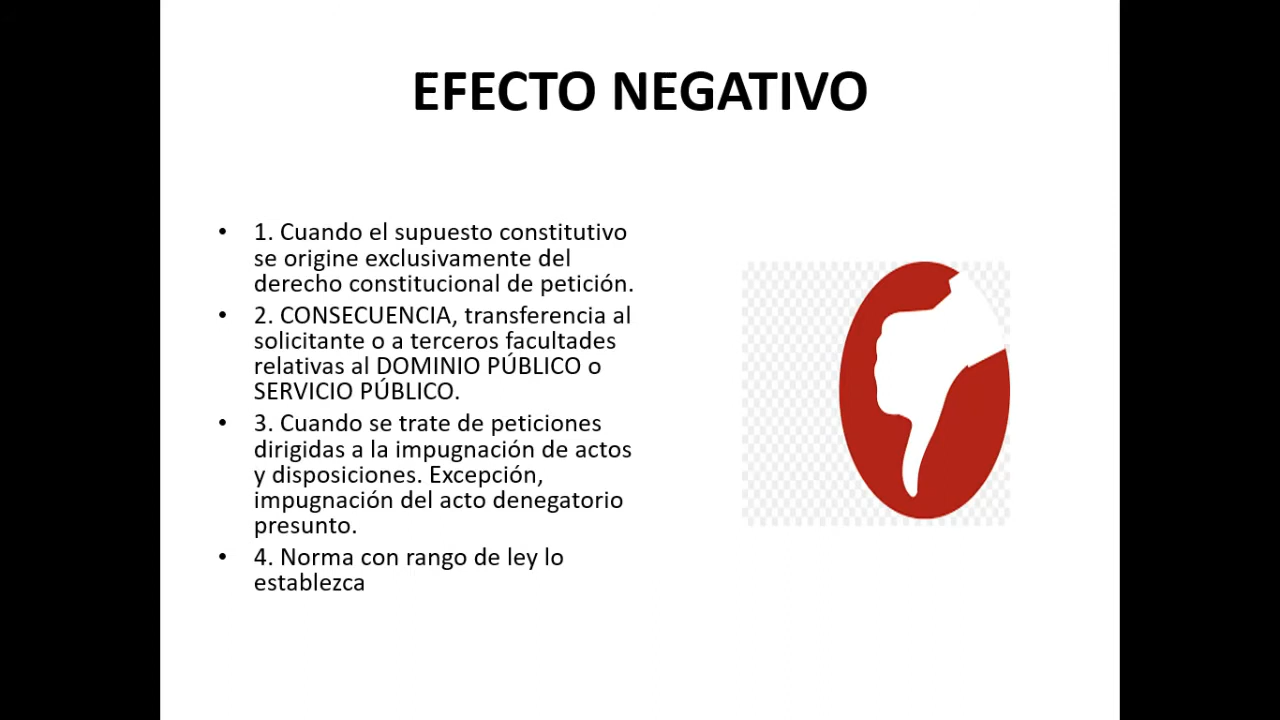 EFECTO NEGATIVO
• 1. Cuando el supuesto constitutivo
se origine exclusivamente del
derecho constitucional de petición.
• 2. CONSECUENCIA, transferencia al
solicitante o a terceros facultades
relativas al DOMINIO PÚBLICO o
SERVICIO PÚBLICO.
• 3. Cuando se trate de peticiones
dirigidas a la impugnación de actos
y disposiciones. Excepción,
impugnación del acto denegatorio
presunto.
• 4. Norma con rango de ley lo
establezca